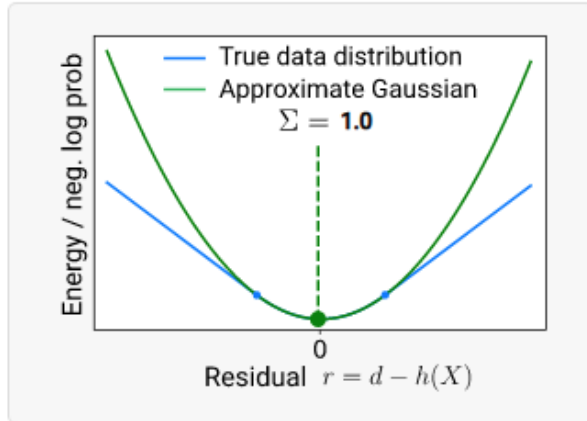 True data distribution
Approximate Gaussian
Σ = 1.0
Energy / neg. log prob
0
Residual r = d − h(X)